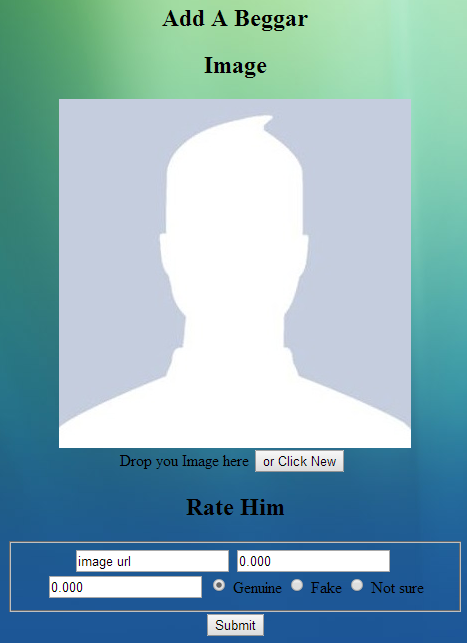 Add A Beggar
Image
Drop you Image here or Click New
Rate Him
image url 0.000
0.000 Genuine Fake Not sure
Submit